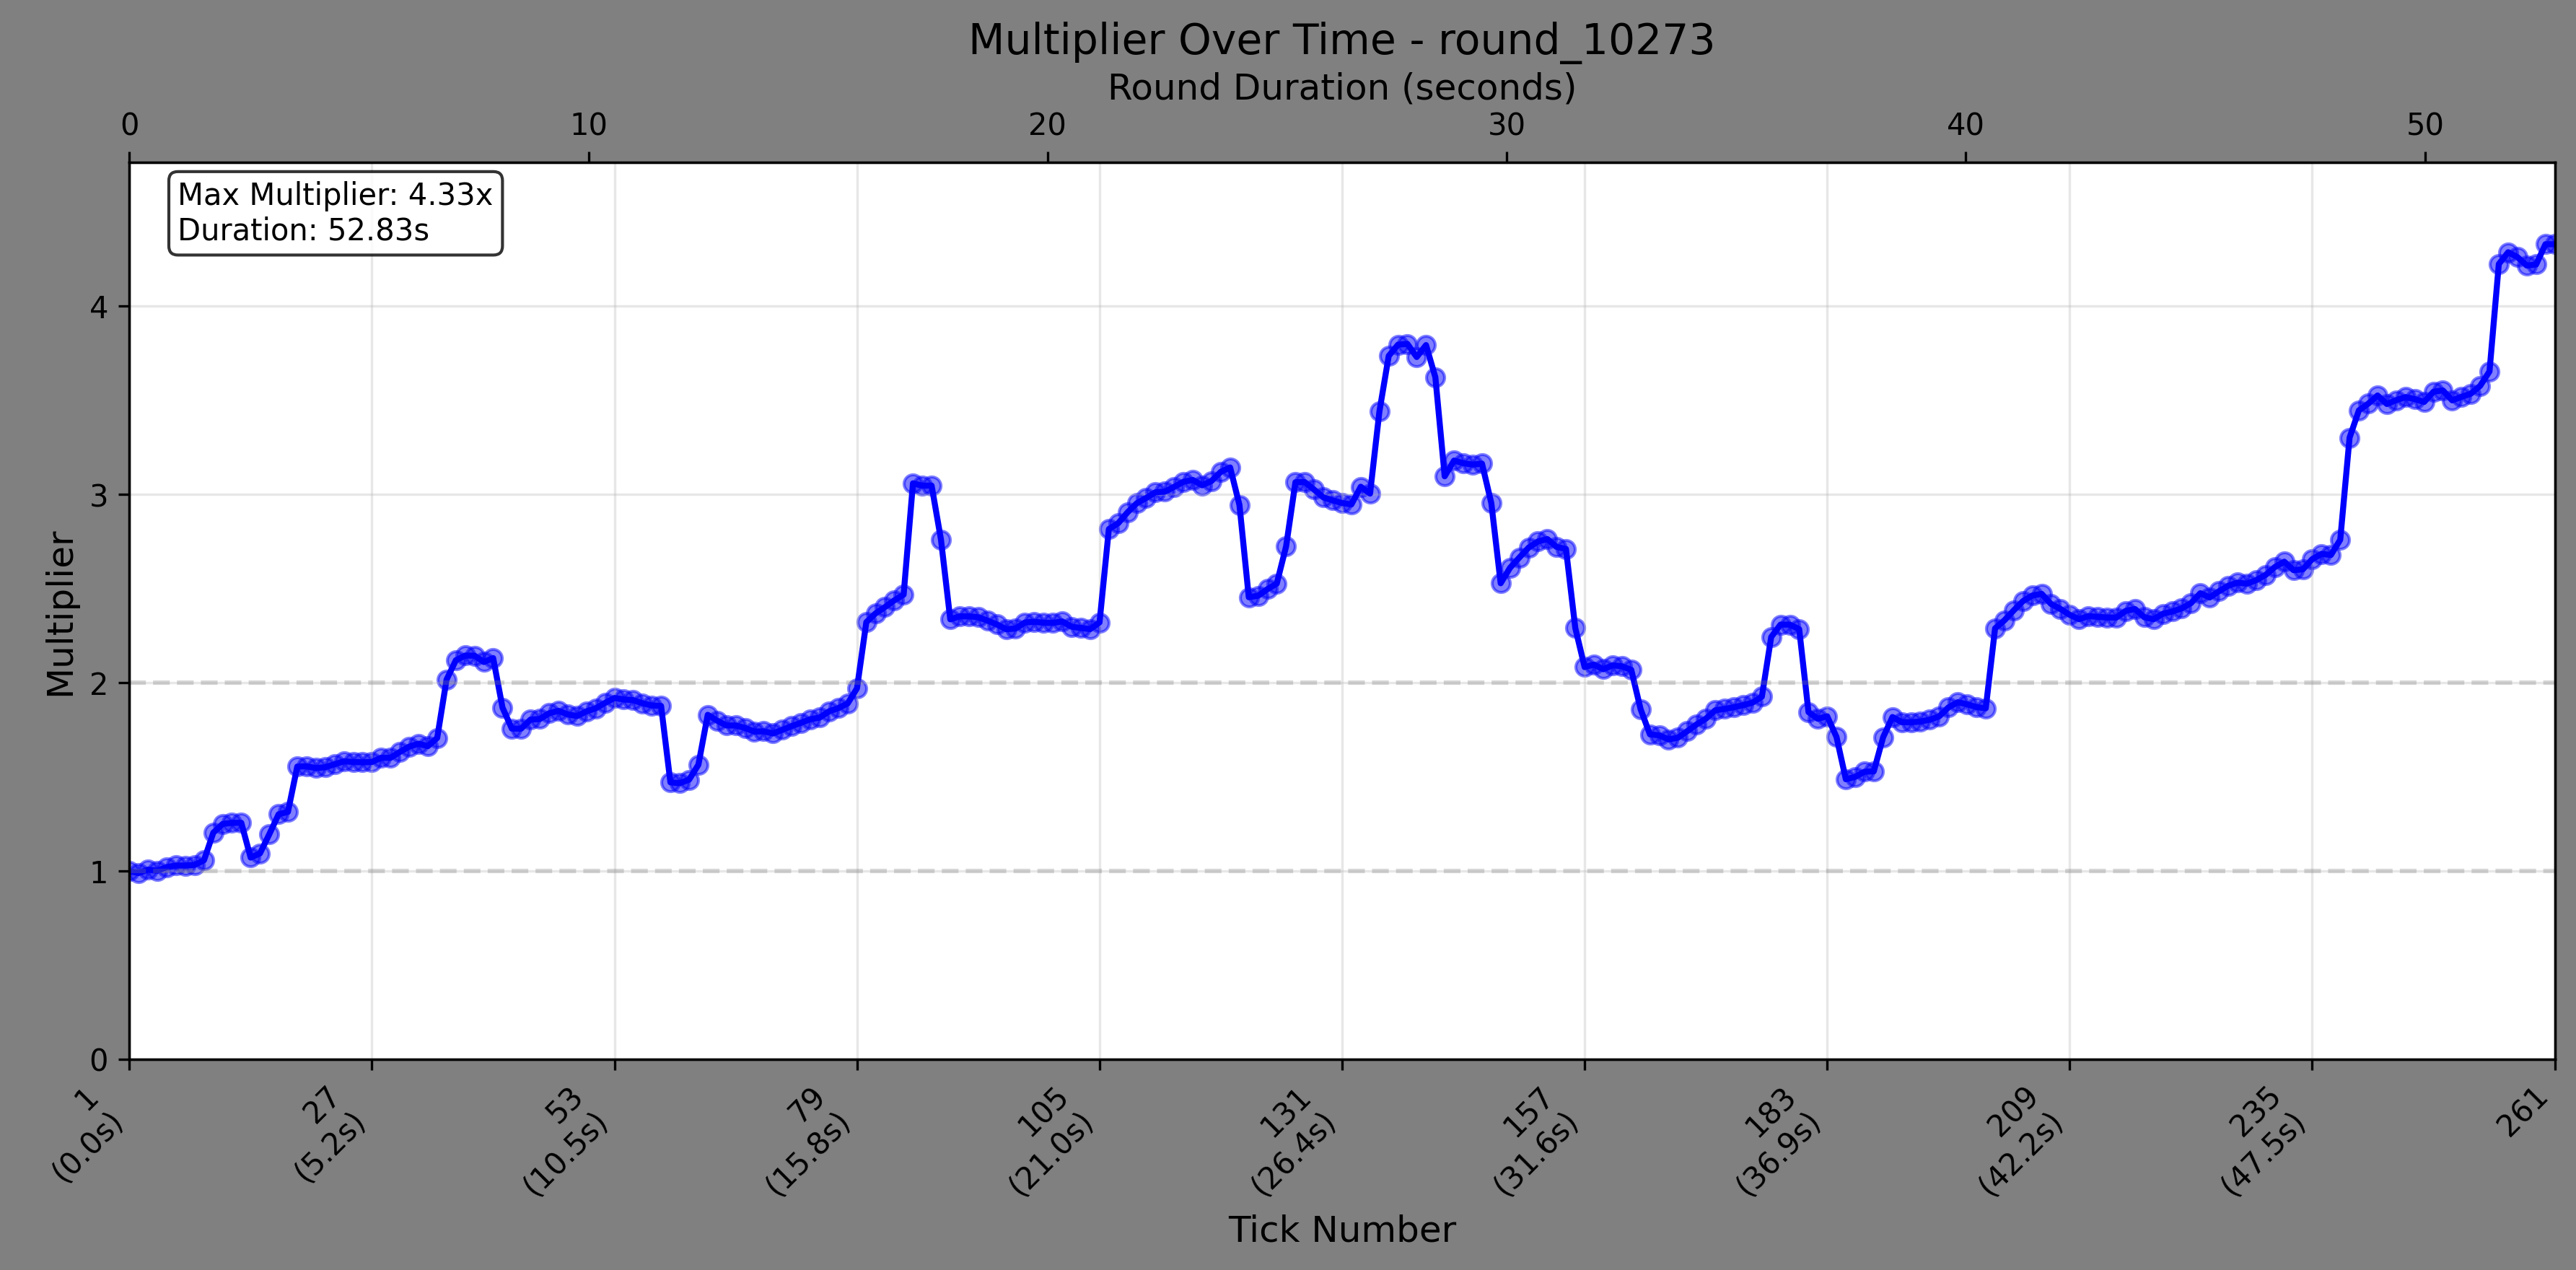 Multiplier Over Time - round_10273
Round Duration (seconds)
0 10 20 30 40 50
Max Multiplier: 4.33x
Duration: 52.83s
Multiplier
4
3
2
1
0
1
(0.0s)
27
(5.2s)
53
(10.5s)
79
(15.8s)
105
(21.0s)
131
(26.4s)
157
(31.6s)
183
(36.9s)
209
(42.2s)
235
(47.5s)
261
Tick Number